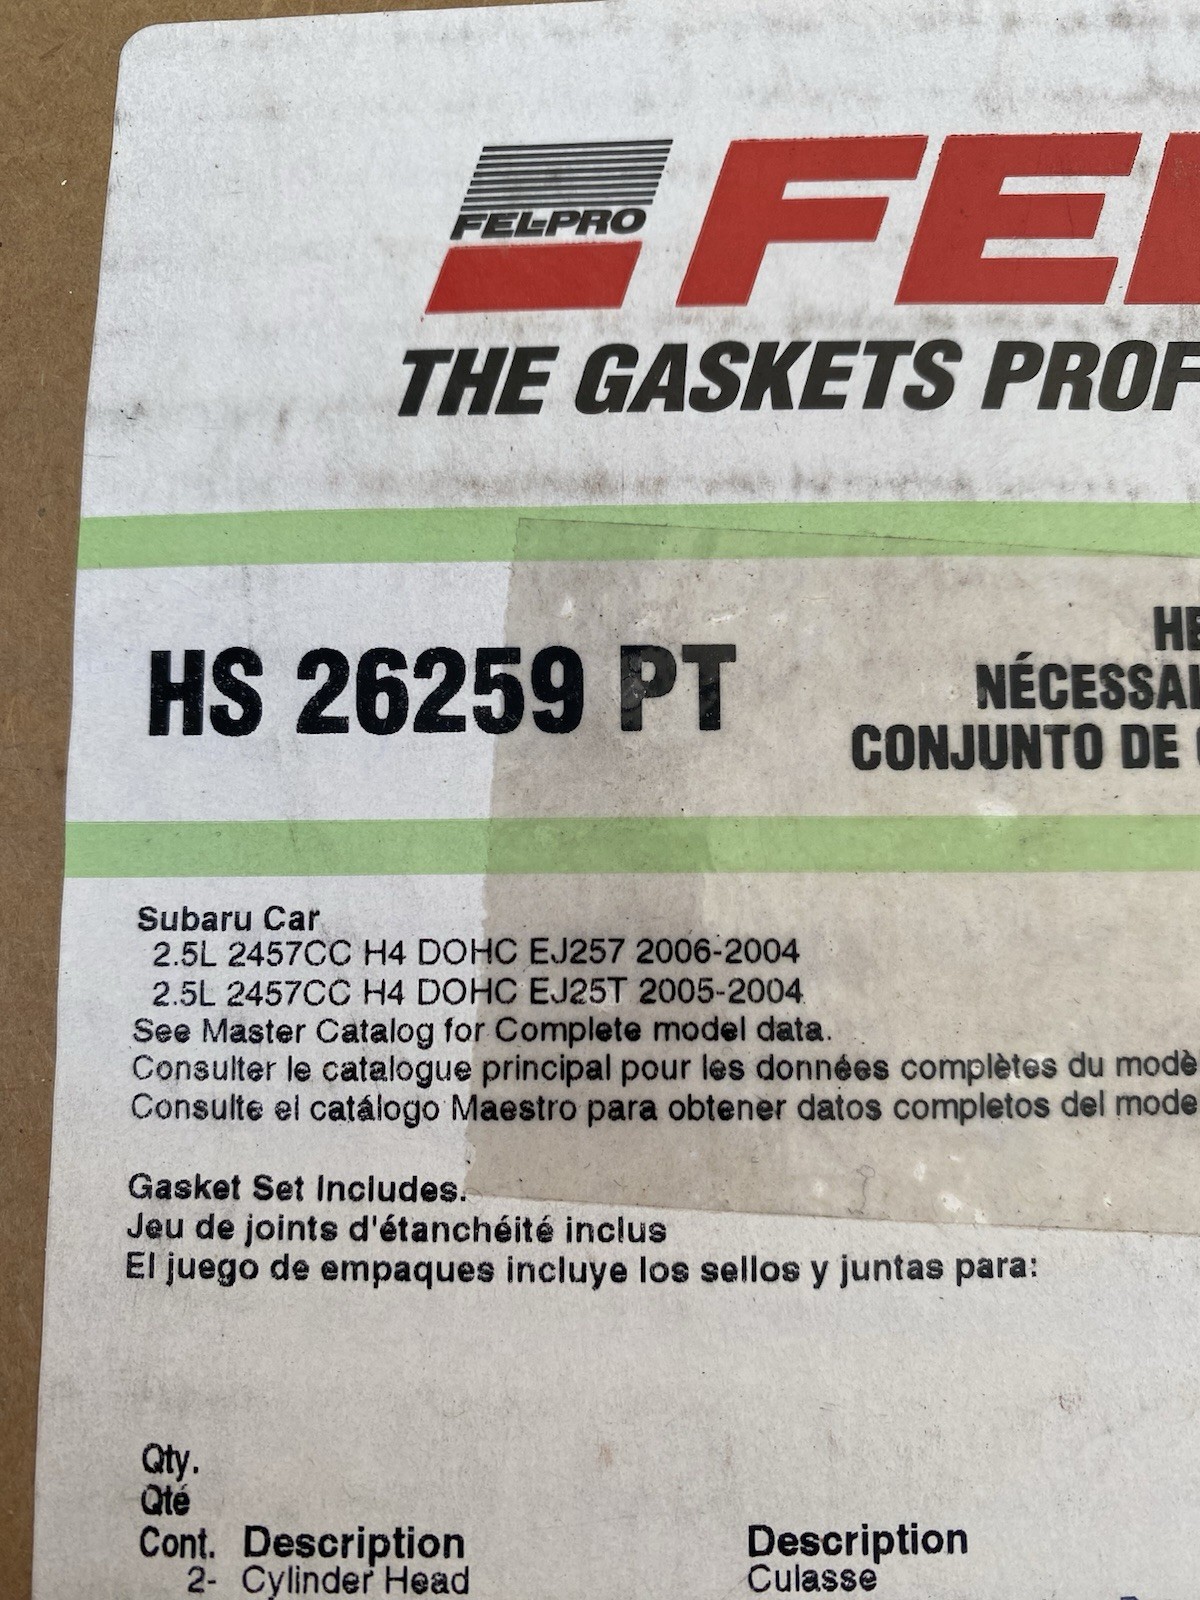 FEL-PRO
FE
THE GASKETS PROF
HS 26259 PT
HE
NÉCESSAI
CONJUNTO DE
Subaru Car
2.5L 2457CC H4 DOHC EJ257 2006-2004
2.5L 2457CC H4 DOHC EJ25T 2005-2004
See Master Catalog for Complete model data.
Consulter le catalogue principal pour les données complètes du modè
Consulte el catálogo Maestro para obtener datos completos del mode
Gasket Set Includes.
Jeu de joints d'étanchéité inclus
El juego de empaques incluye los sellos y juntas para:
Qty.
Qté
Cont. Description Description
2- Cylinder Head Culasse